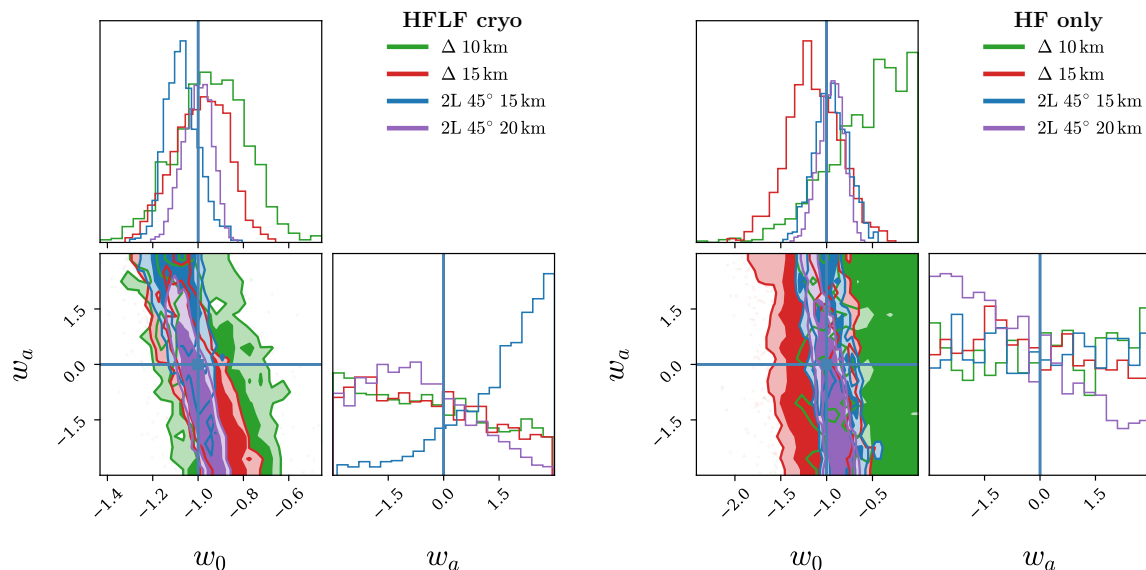 HFLF cryo
Δ 10 km
Δ 15 km
2L 45° 15 km
2L 45° 20 km
1.5
0.0
−1.5
w_a
−1.4
−1.2
−1.0
−0.8
−0.6
w_0
−1.5
0.0
1.5
w_a
HF only
Δ 10 km
Δ 15 km
2L 45° 15 km
2L 45° 20 km
1.5
0.0
−1.5
w_a
−2.0
−1.5
−1.0
−0.5
w_0
−1.5
0.0
1.5
w_a